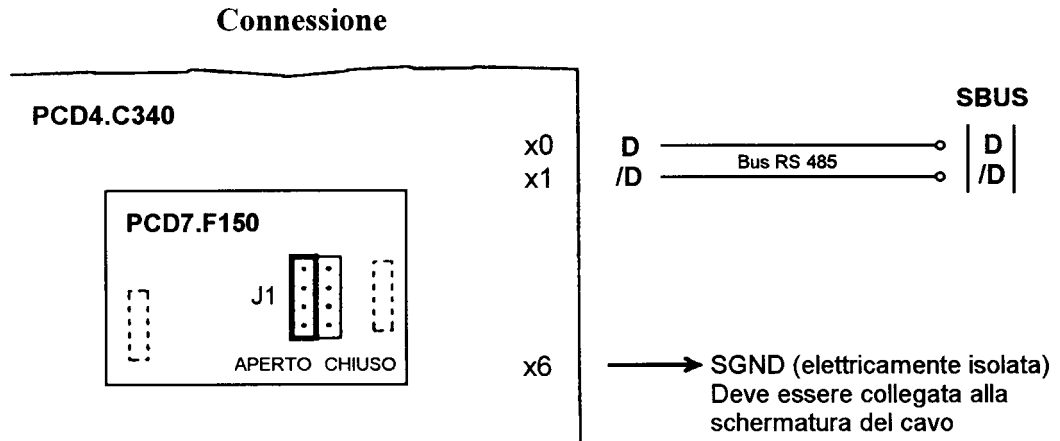 Connessione
PCD4.C340
SBUS
x0 D Bus RS 485 D
x1 /D /D
PCD7.F150
J1
APERTO CHIUSO
x6 SGND (elettricamente isolata)
Deve essere collegata alla
schermatura del cavo